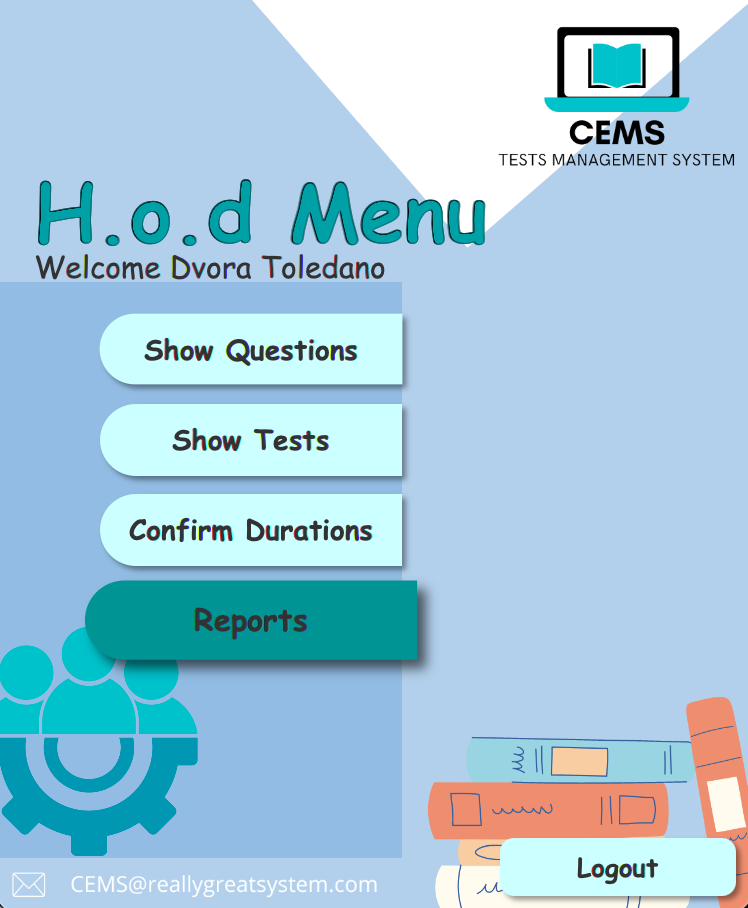 CEMS
TESTS MANAGEMENT SYSTEM
H.o.d Menu
Welcome Dvora Toledano
Show Questions
Show Tests
Confirm Durations
Reports
Logout
CEMS@reallygreatsystem.com